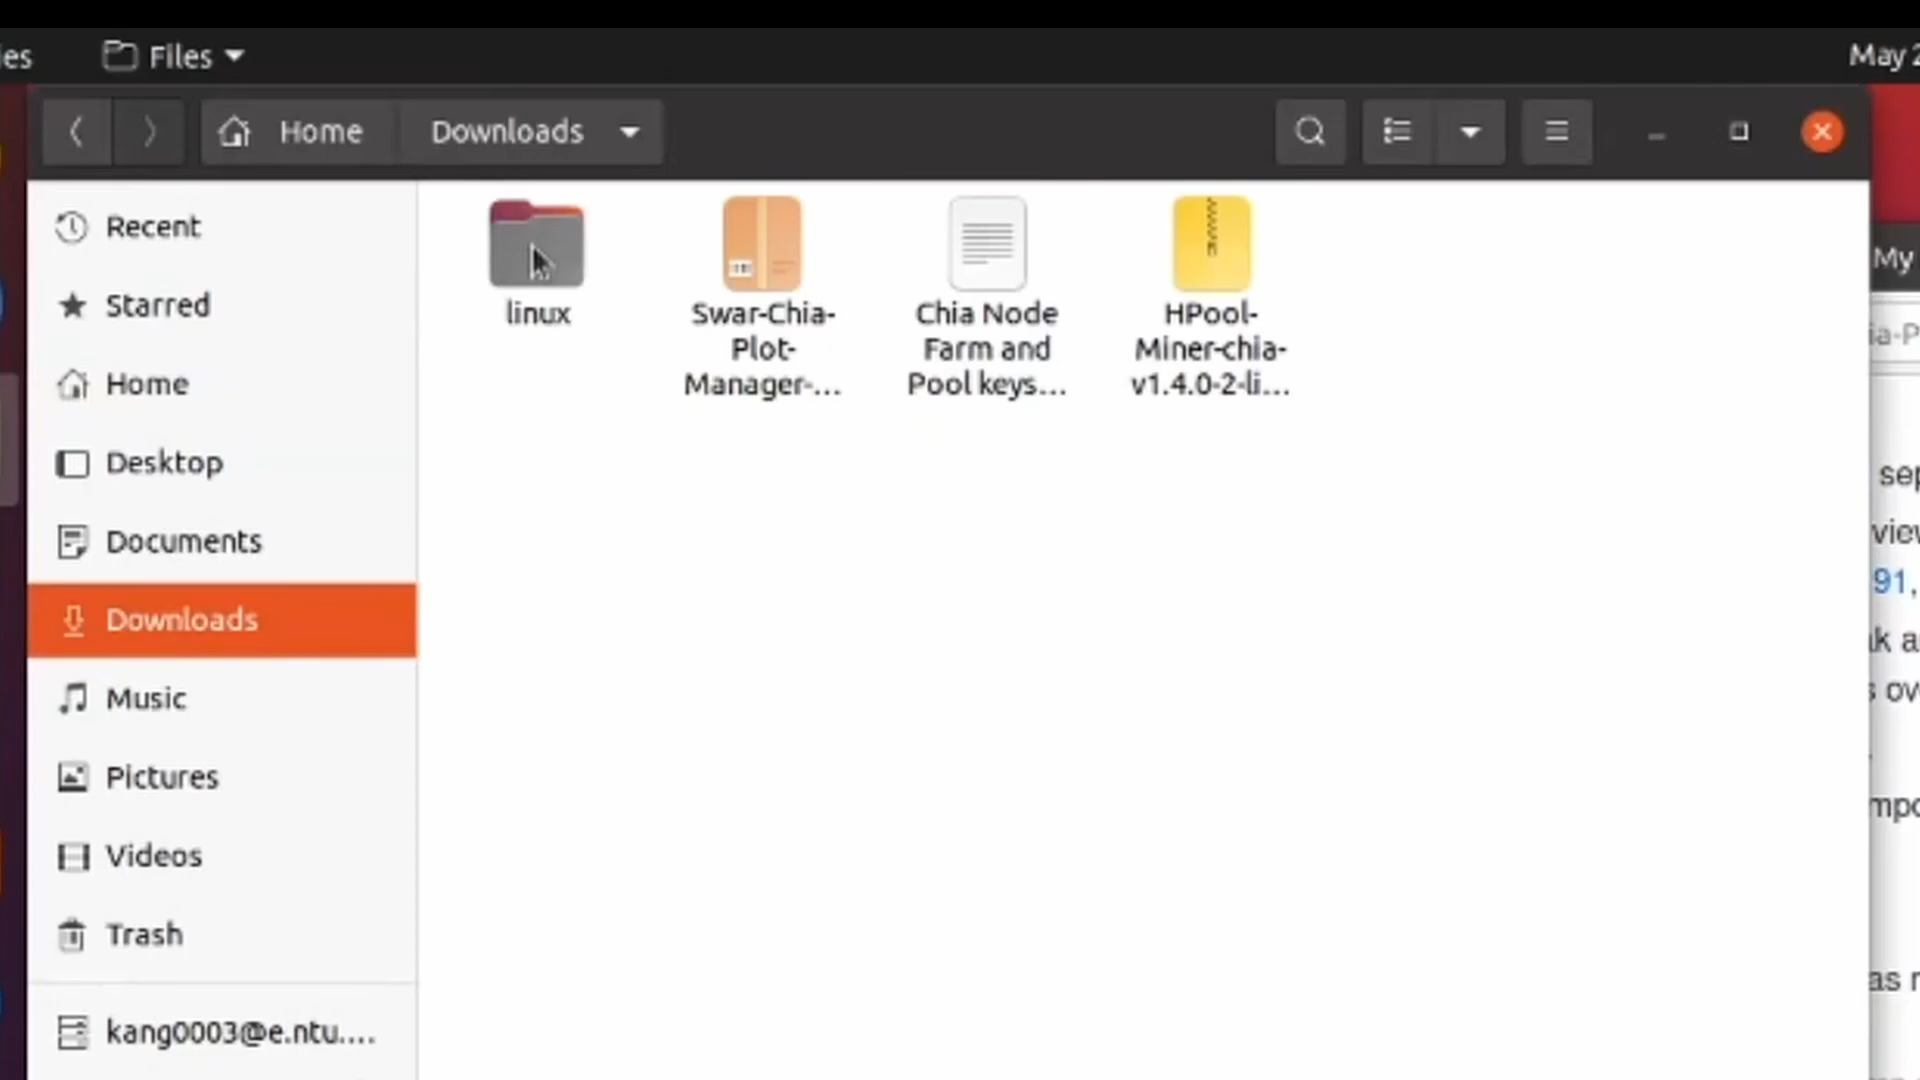 Files
May 2
Home
Downloads
Recent
Starred
Home
Desktop
Documents
Downloads
Music
Pictures
Videos
Trash
kang0003@e.ntu....
linux
Swar-Chia-
Plot-
Manager-...
Chia Node
Farm and
Pool keys...
HPool-
Miner-chia-
v1.4.0-2-li...
My
91,